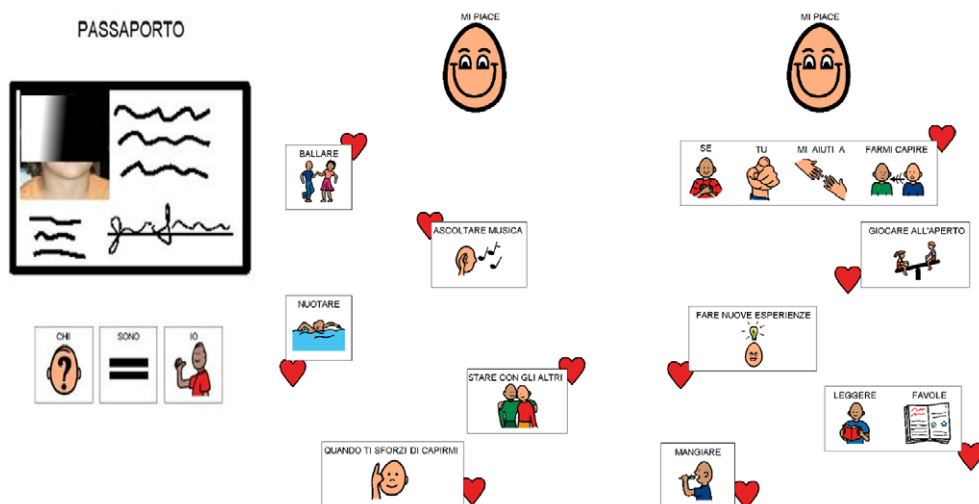 PASSAPORTO
CHI SONO IO
MI PIACE
BALLARE
ASCOLTARE MUSICA
NUOTARE
STARE CON GLI ALTRI
QUANDO TI SFORZI DI CAPIRMI
MI PIACE
SE TU MI AIUTI A FARMI CAPIRE
GIOCARE ALL'APERTO
FARE NUOVE ESPERIENZE
LEGGERE FAVOLE
MANGIARE